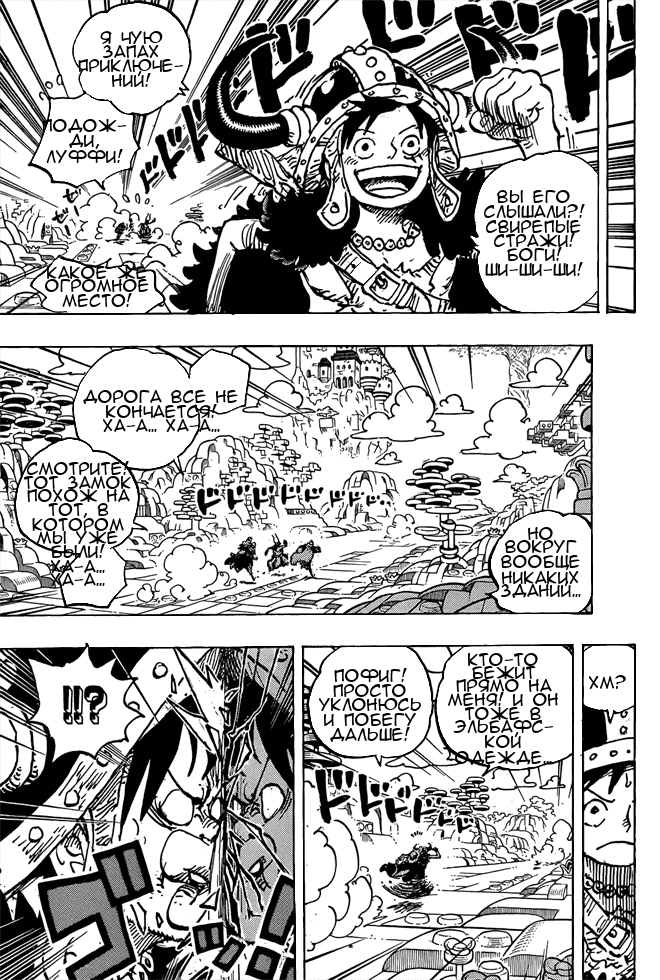 ВЫ ЕГО
СЛЫШАЛИ?!
СВИРЕПЫЕ
СТРАЖИ!
БОГИ!
ШИ-ШИ-ШИ!
Я ЧУЮ
ЗАПАХ
ПРИКЛЮЧЕ-
НИЙ!
ПОДОЖ-
ДИ,
ЛУФФИ!
КАКОЕ ЖЕ
ОГРОМНОЕ
МЕСТО!
ДОРОГА ВСЕ НЕ
КОНЧАЕТСЯ!
ХА-А... ХА-А...
НО
ВОКРУГ
ВООБЩЕ
НИКАКИХ
ЗДАНИЙ...
СМОТРИТЕ!
ТОТ ЗАМОК
ПОХОЖ НА
ТОТ, В
КОТОРОМ
МЫ УЖЕ
БЫЛИ!
ХА-А...
ХА-А...
ХМ?
КТО-ТО
БЕЖИТ
ПРЯМО НА
МЕНЯ! И ОН
ТОЖЕ В
ЭЛЬБАФС-
КОЙ
ОДЕЖДЕ...
ПОФИГ!
ПРОСТО
УКЛОНЮСЬ
И ПОБЕГУ
ДАЛЬШЕ!
!!?